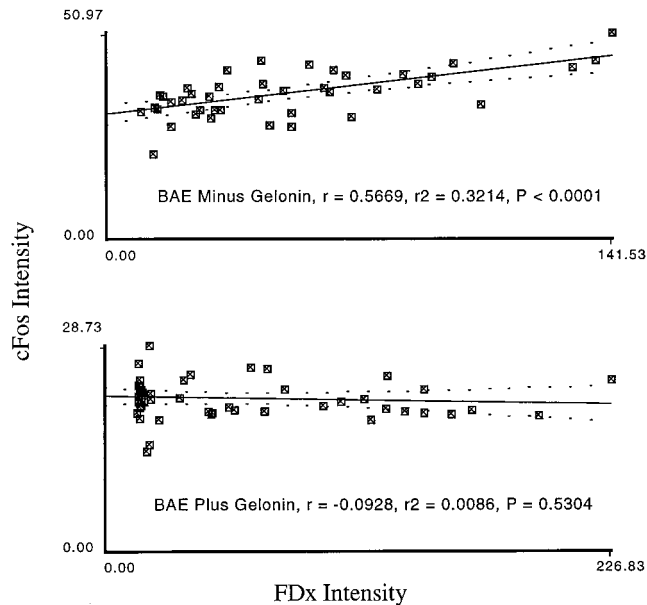 50.97
BAE Minus Gelonin, r = 0.5669, r2 = 0.3214, P < 0.0001
0.00
0.00
141.53
cFos Intensity
28.73
BAE Plus Gelonin, r = -0.0928, r2 = 0.0086, P = 0.5304
0.00
0.00
226.83
FDx Intensity